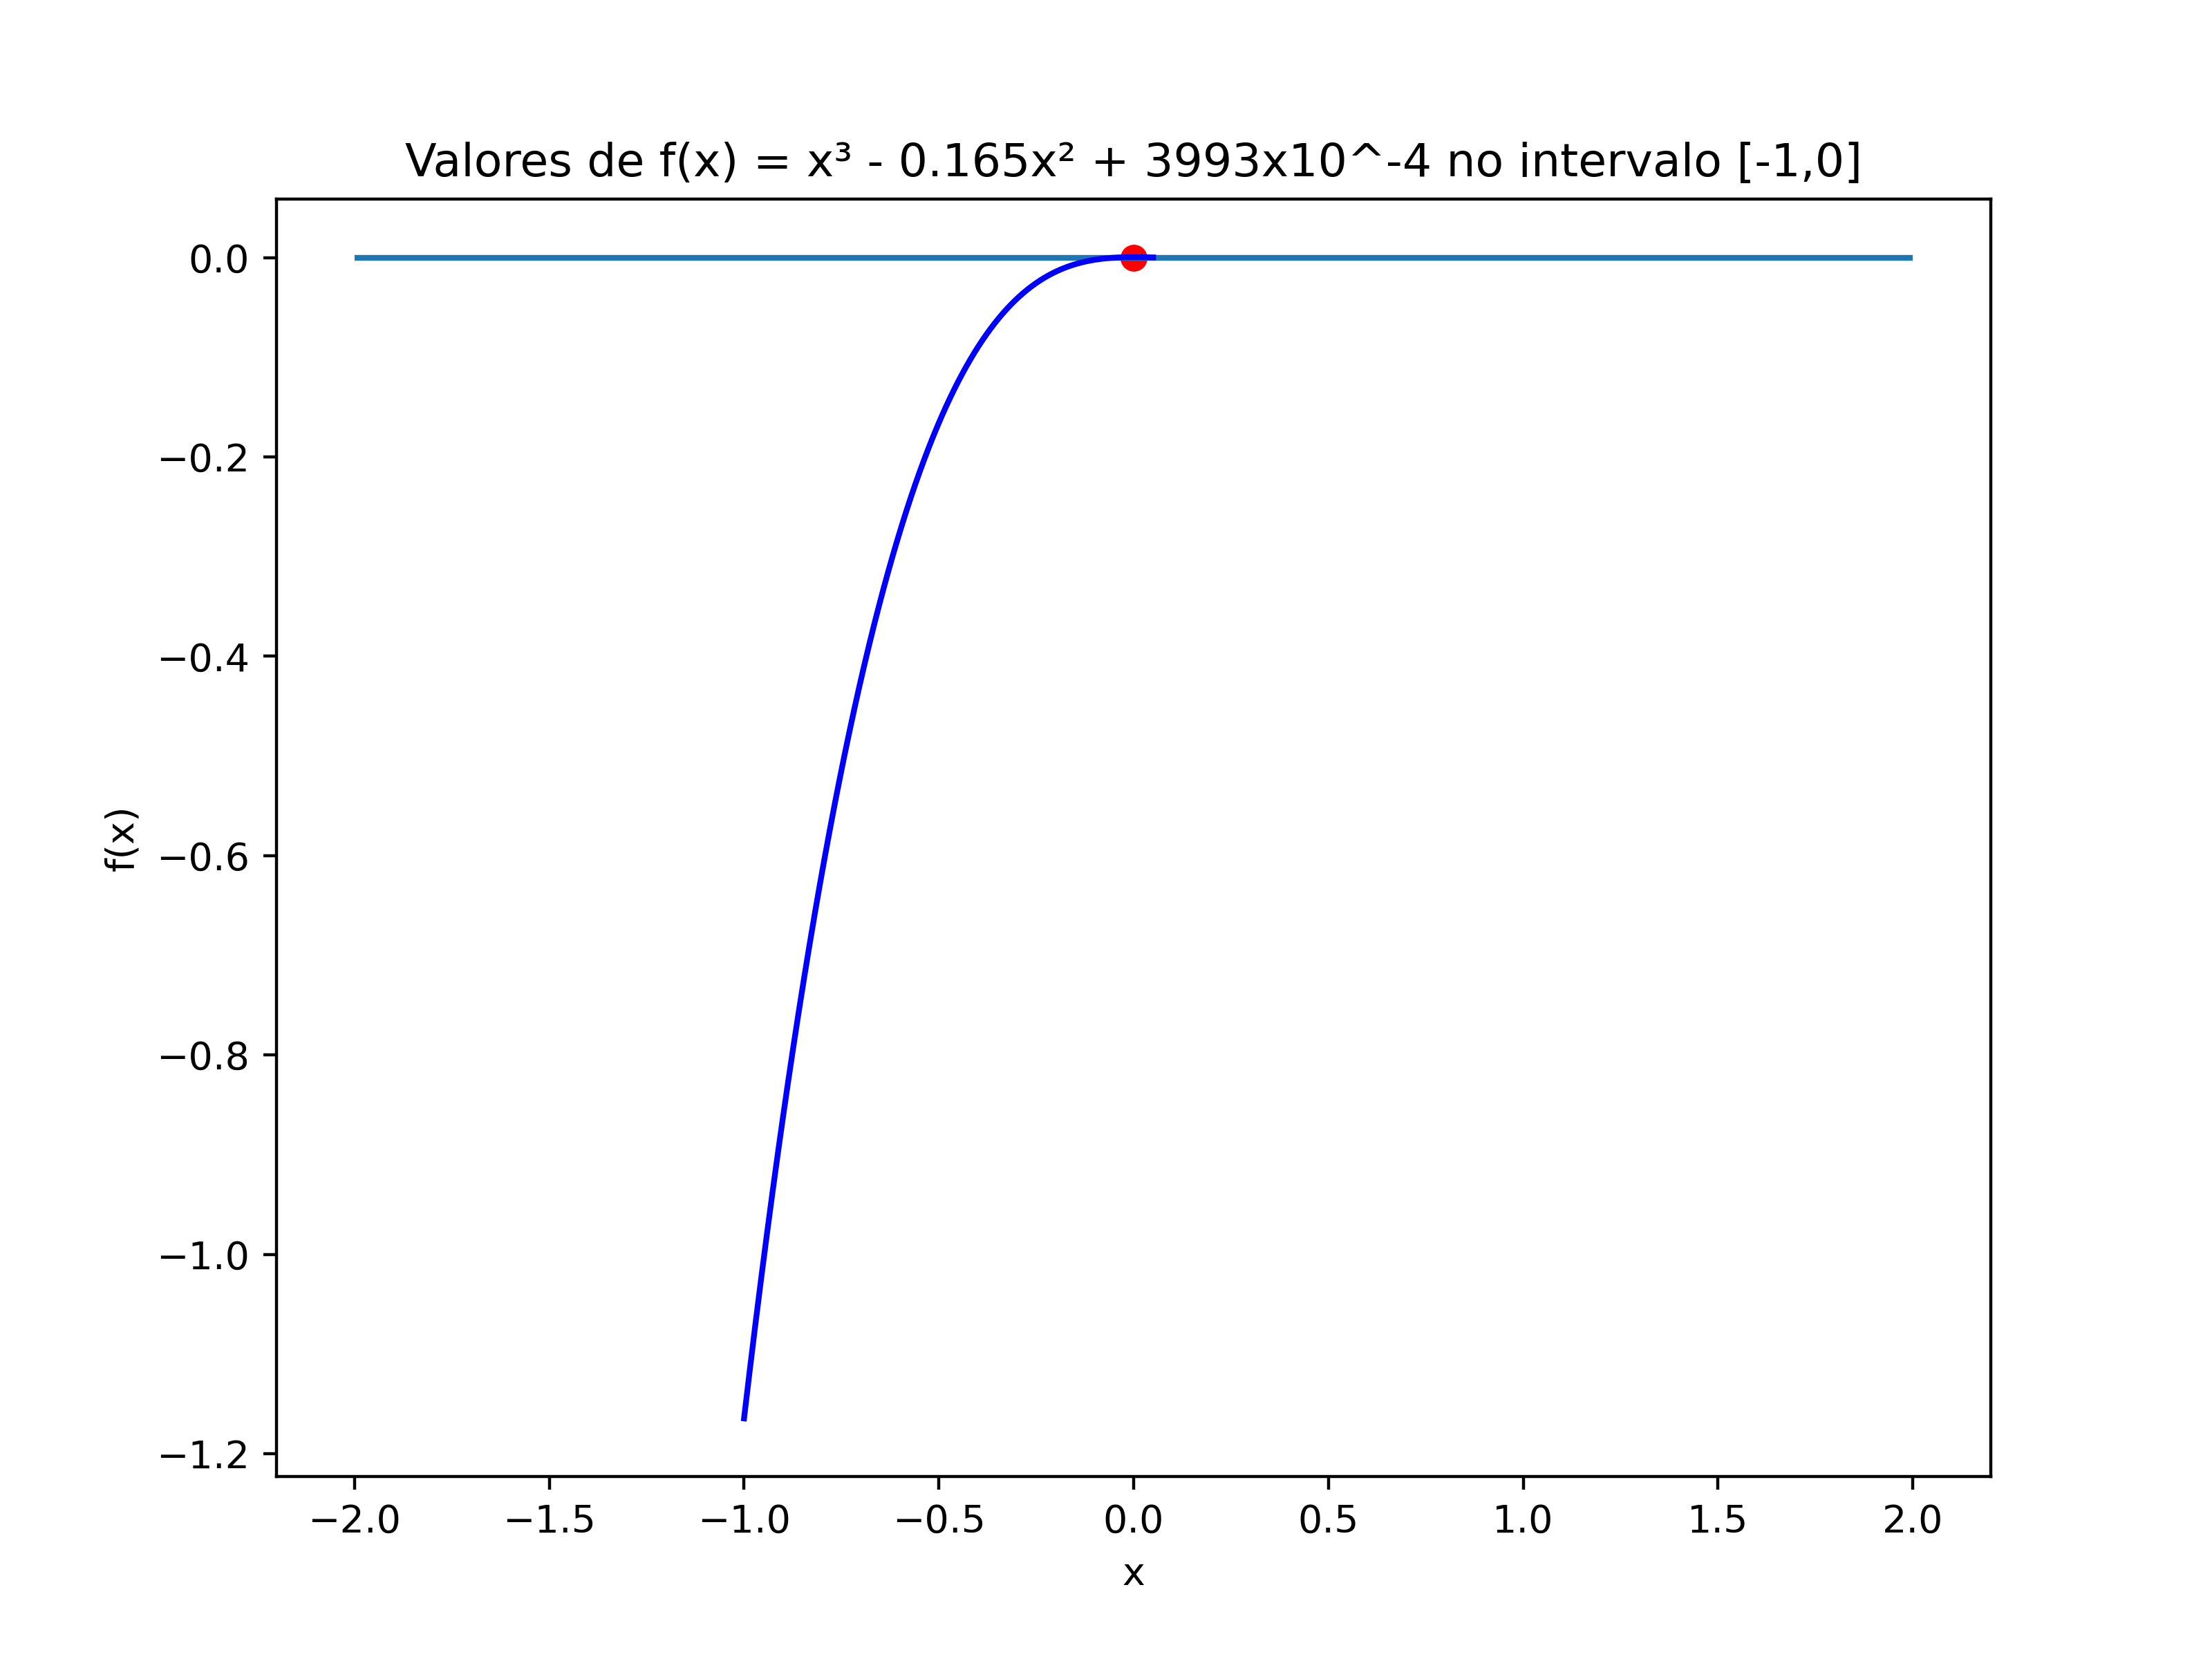 Valores de f(x) = x³ - 0.165x² + 3993x10^-4 no intervalo [-1,0]
0.0
−0.2
−0.4
−0.6
−0.8
−1.0
−1.2
f(x)
−2.0 −1.5 −1.0 −0.5 0.0 0.5 1.0 1.5 2.0
x